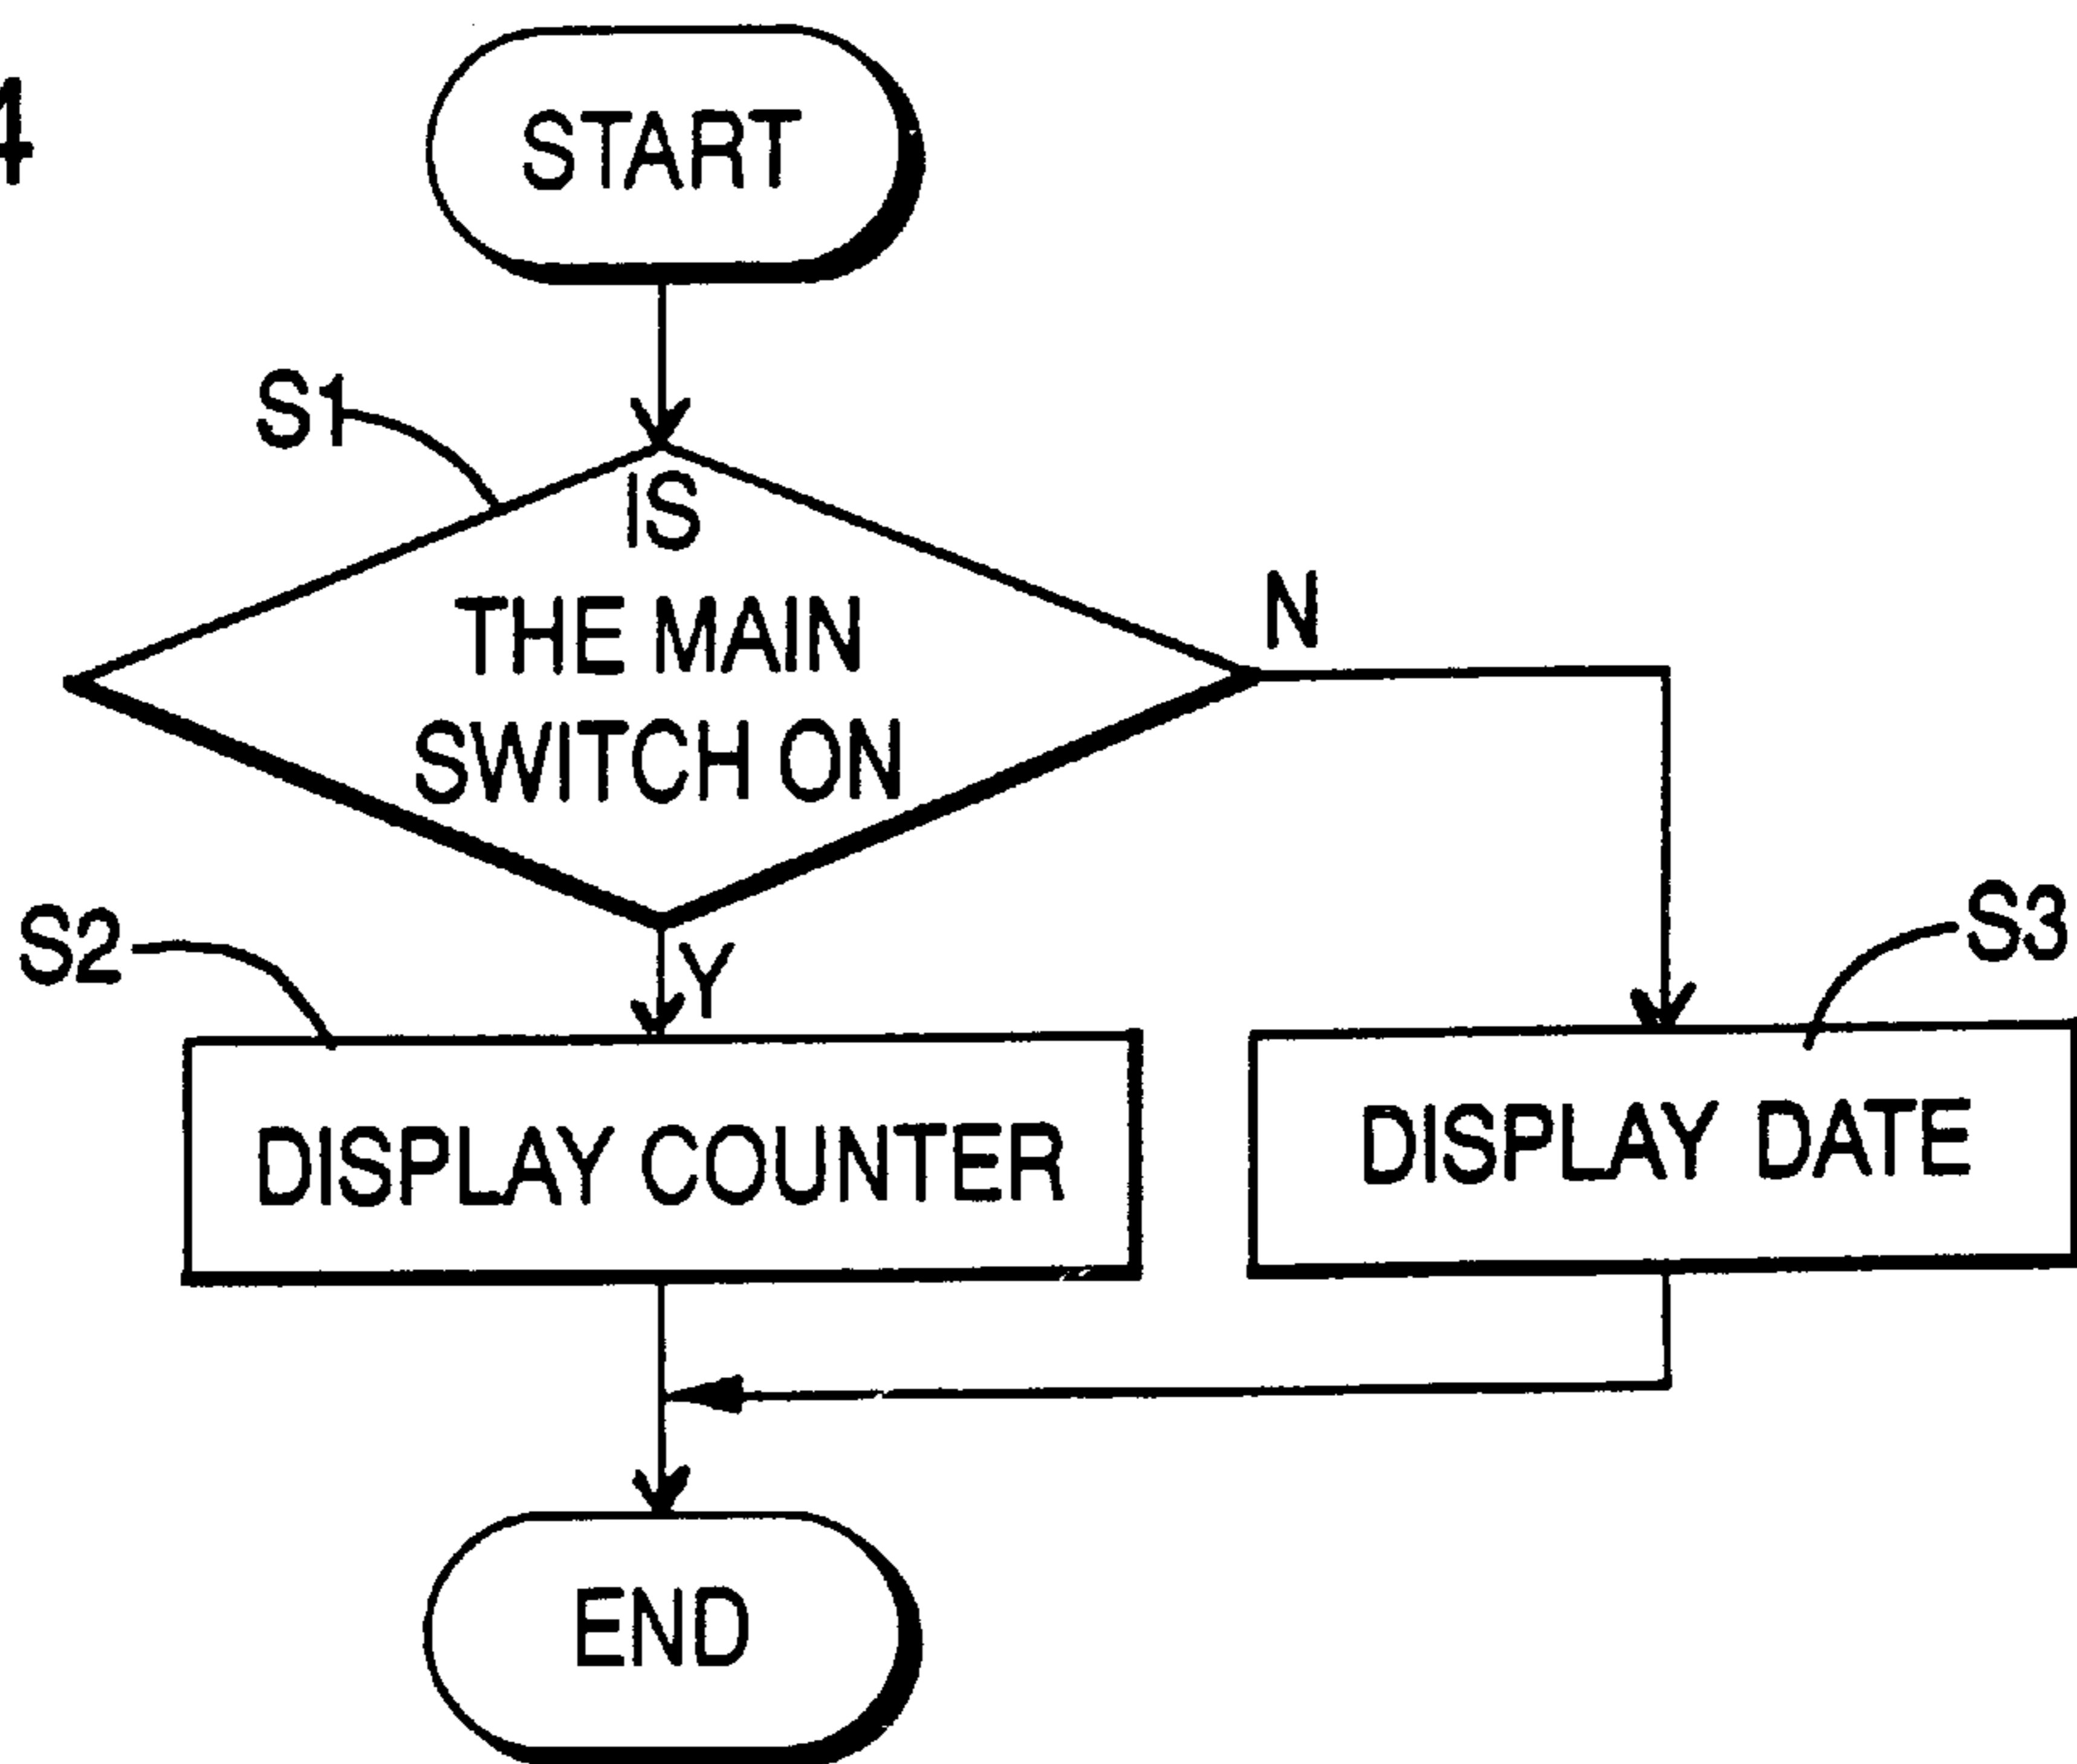 4
START
S1
IS
THE MAIN
SWITCH ON
N
S2
Y
S3
DISPLAY COUNTER
DISPLAY DATE
END